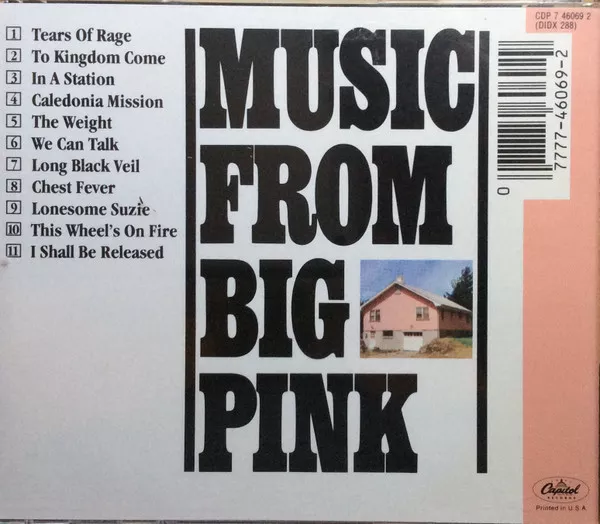 1 Tears Of Rage
2 To Kingdom Come
3 In A Station
4 Caledonia Mission
5 The Weight
6 We Can Talk
7 Long Black Veil
8 Chest Fever
9 Lonesome Suzie
10 This Wheel's On Fire
11 I Shall Be Released
MUSIC
FROM
BIG
PINK
CDP 7 46069 2
(DIDX 288)
0 77774-46069-2
Capitol
RECORDS
Printed in U.S.A.